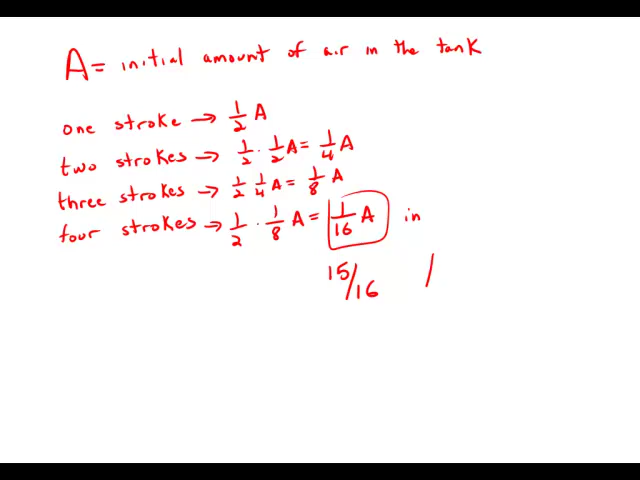 A = initial amount of air in the tank
one stroke → 1/2 A
two strokes → 1/2 · 1/2 A = 1/4 A
three strokes → 1/2 1/4 A = 1/8 A
four strokes → 1/2 · 1/8 A = 1/16 A in
15/16 /